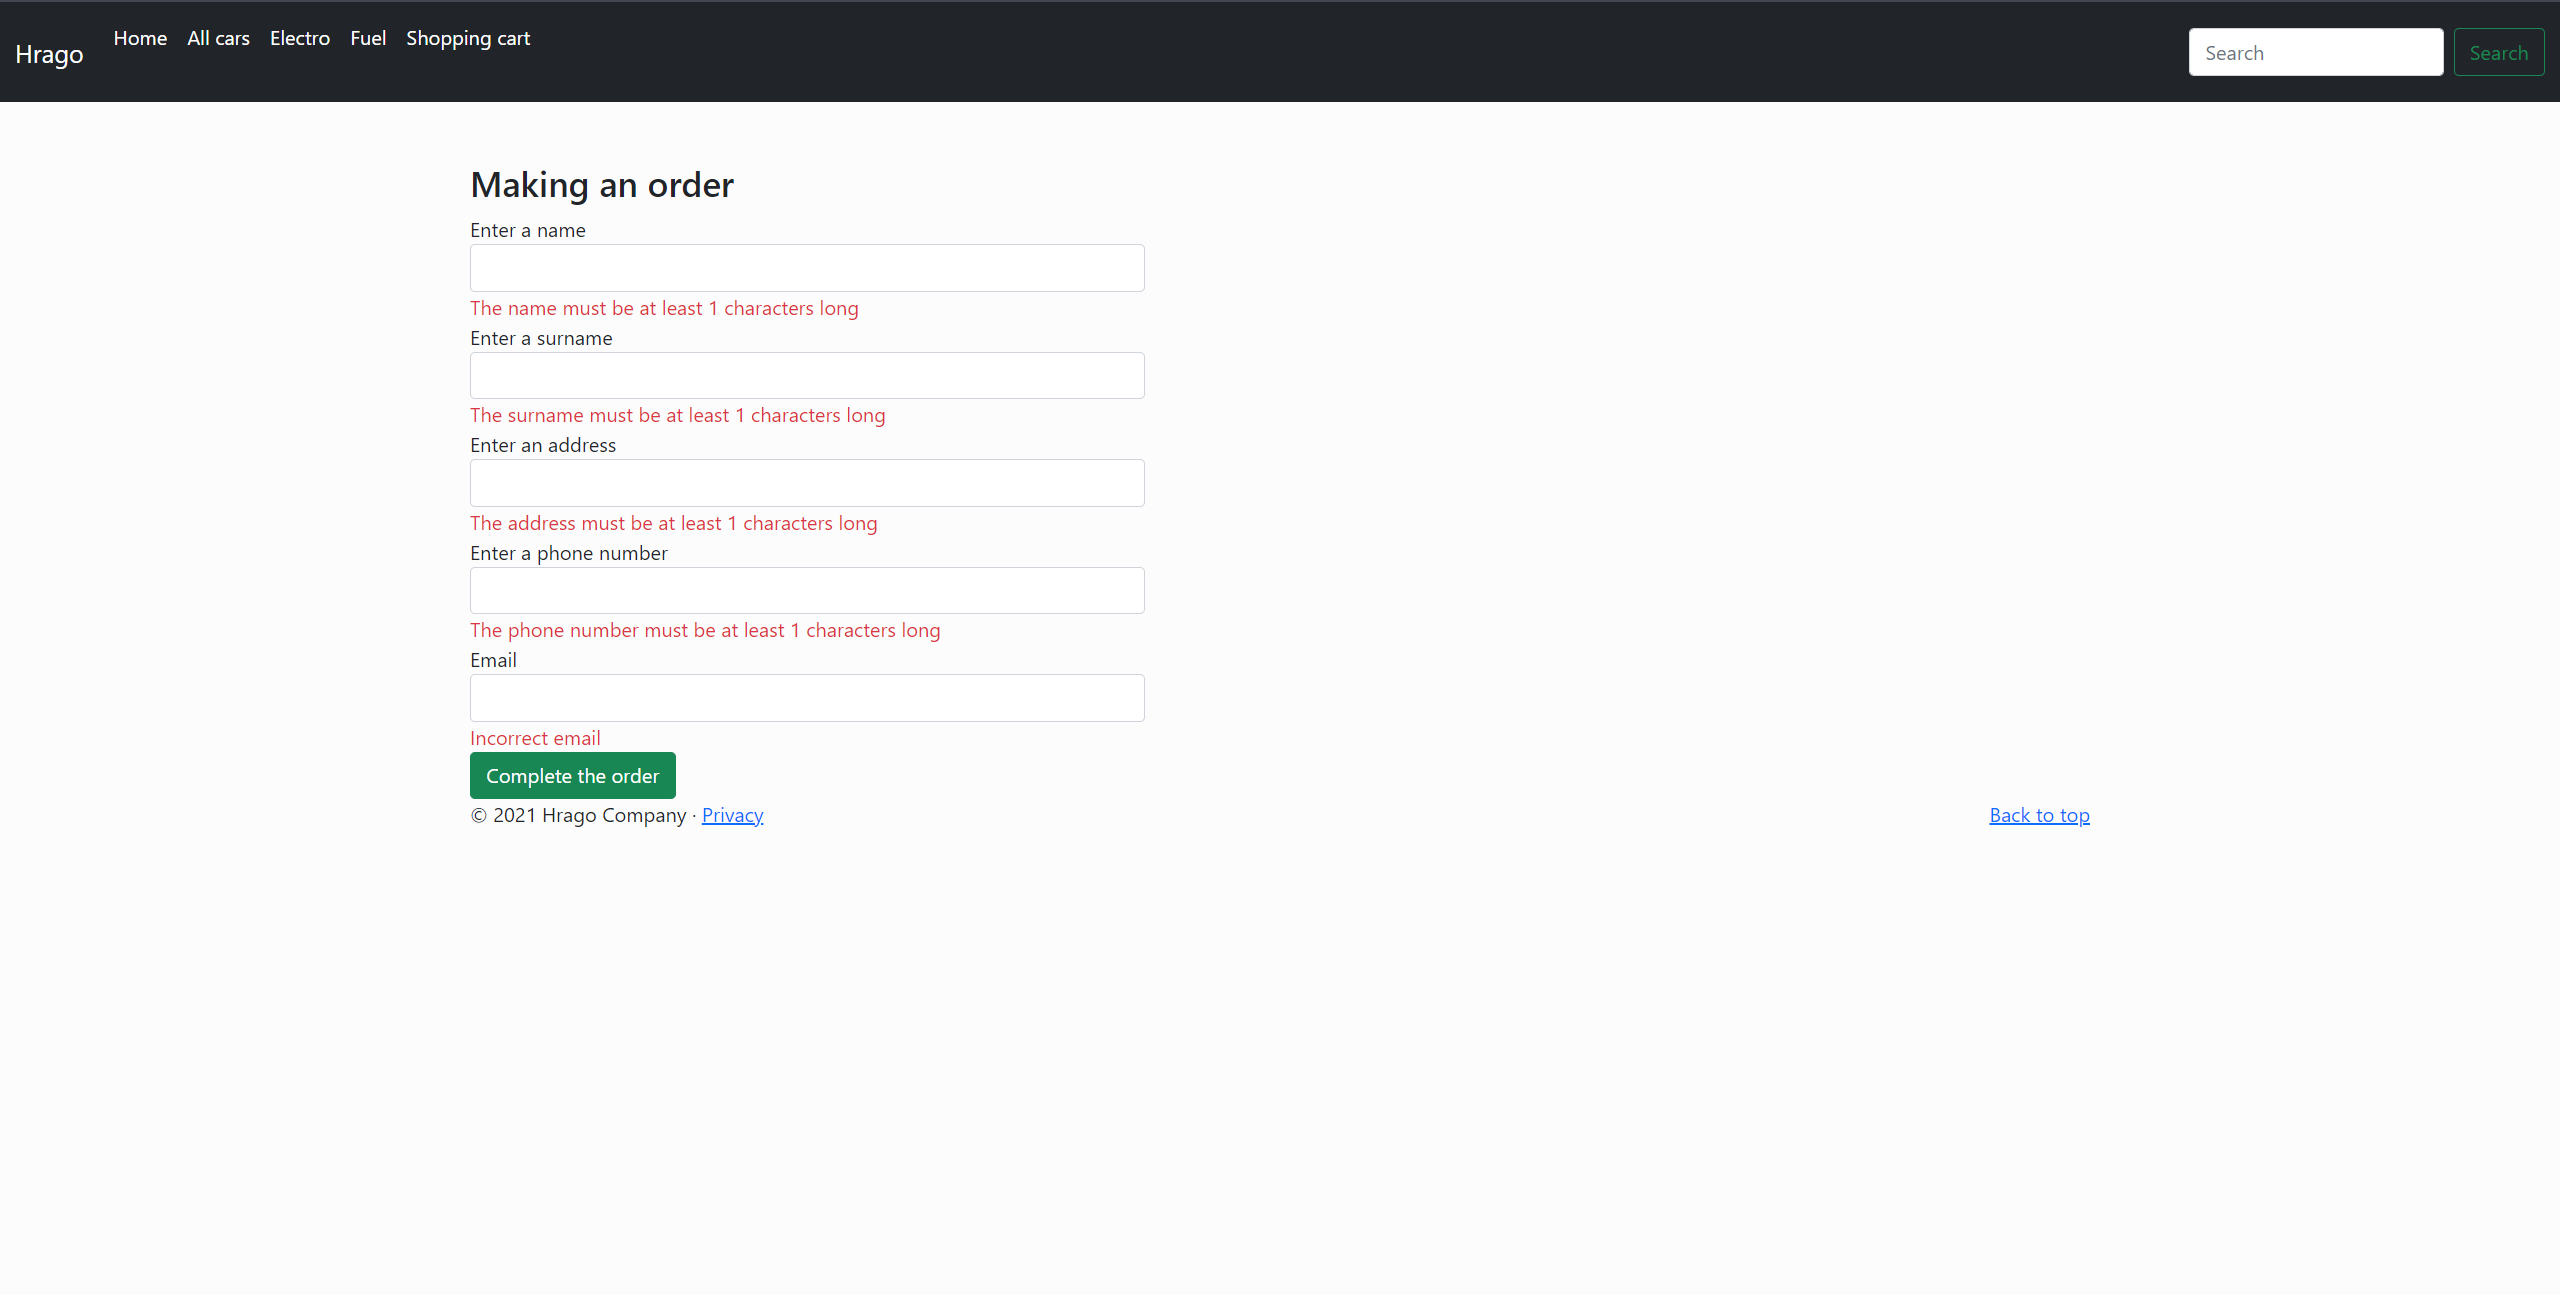 Hrago Home All cars Electro Fuel Shopping cart Search Search
Making an order
Enter a name
The name must be at least 1 characters long
Enter a surname
The surname must be at least 1 characters long
Enter an address
The address must be at least 1 characters long
Enter a phone number
The phone number must be at least 1 characters long
Email
Incorrect email
Complete the order
© 2021 Hrago Company · Privacy Back to top